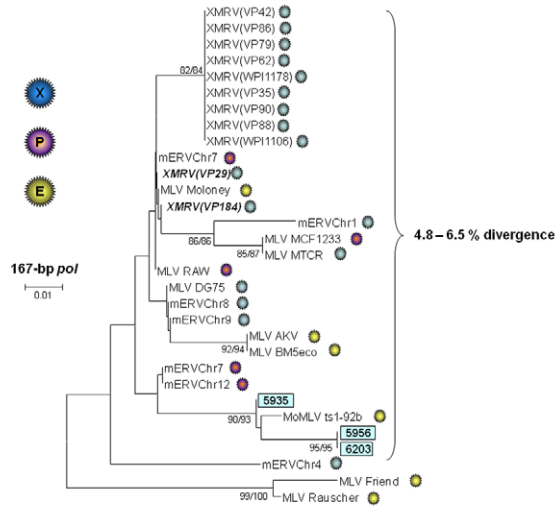 XMRV(VP42)
XMRV(VP86)
XMRV(VP79)
XMRV(VP62)
82/84
XMRV(WPI1178)
X
XMRV(VP35)
XMRV(VP90)
XMRV(VP88)
P
XMRV(WPI1106)
mERVChr7
XMRV(VP29)
E
MLV Moloney
XMRV(VP184)
mERVChr1
4.8 – 6.5 % divergence
86/86
MLV MCF1233
85/87
MLV MTCR
167-bp pol
MLV RAW
0.01
MLV DG75
mERVChr8
mERVChr9
MLV AKV
92/94
MLV BM5eco
mERVChr7
mERVChr12
5935
90/93
MoMLV ts1-92b
5956
95/95
6203
mERVChr4
MLV Friend
99/100
MLV Rauscher